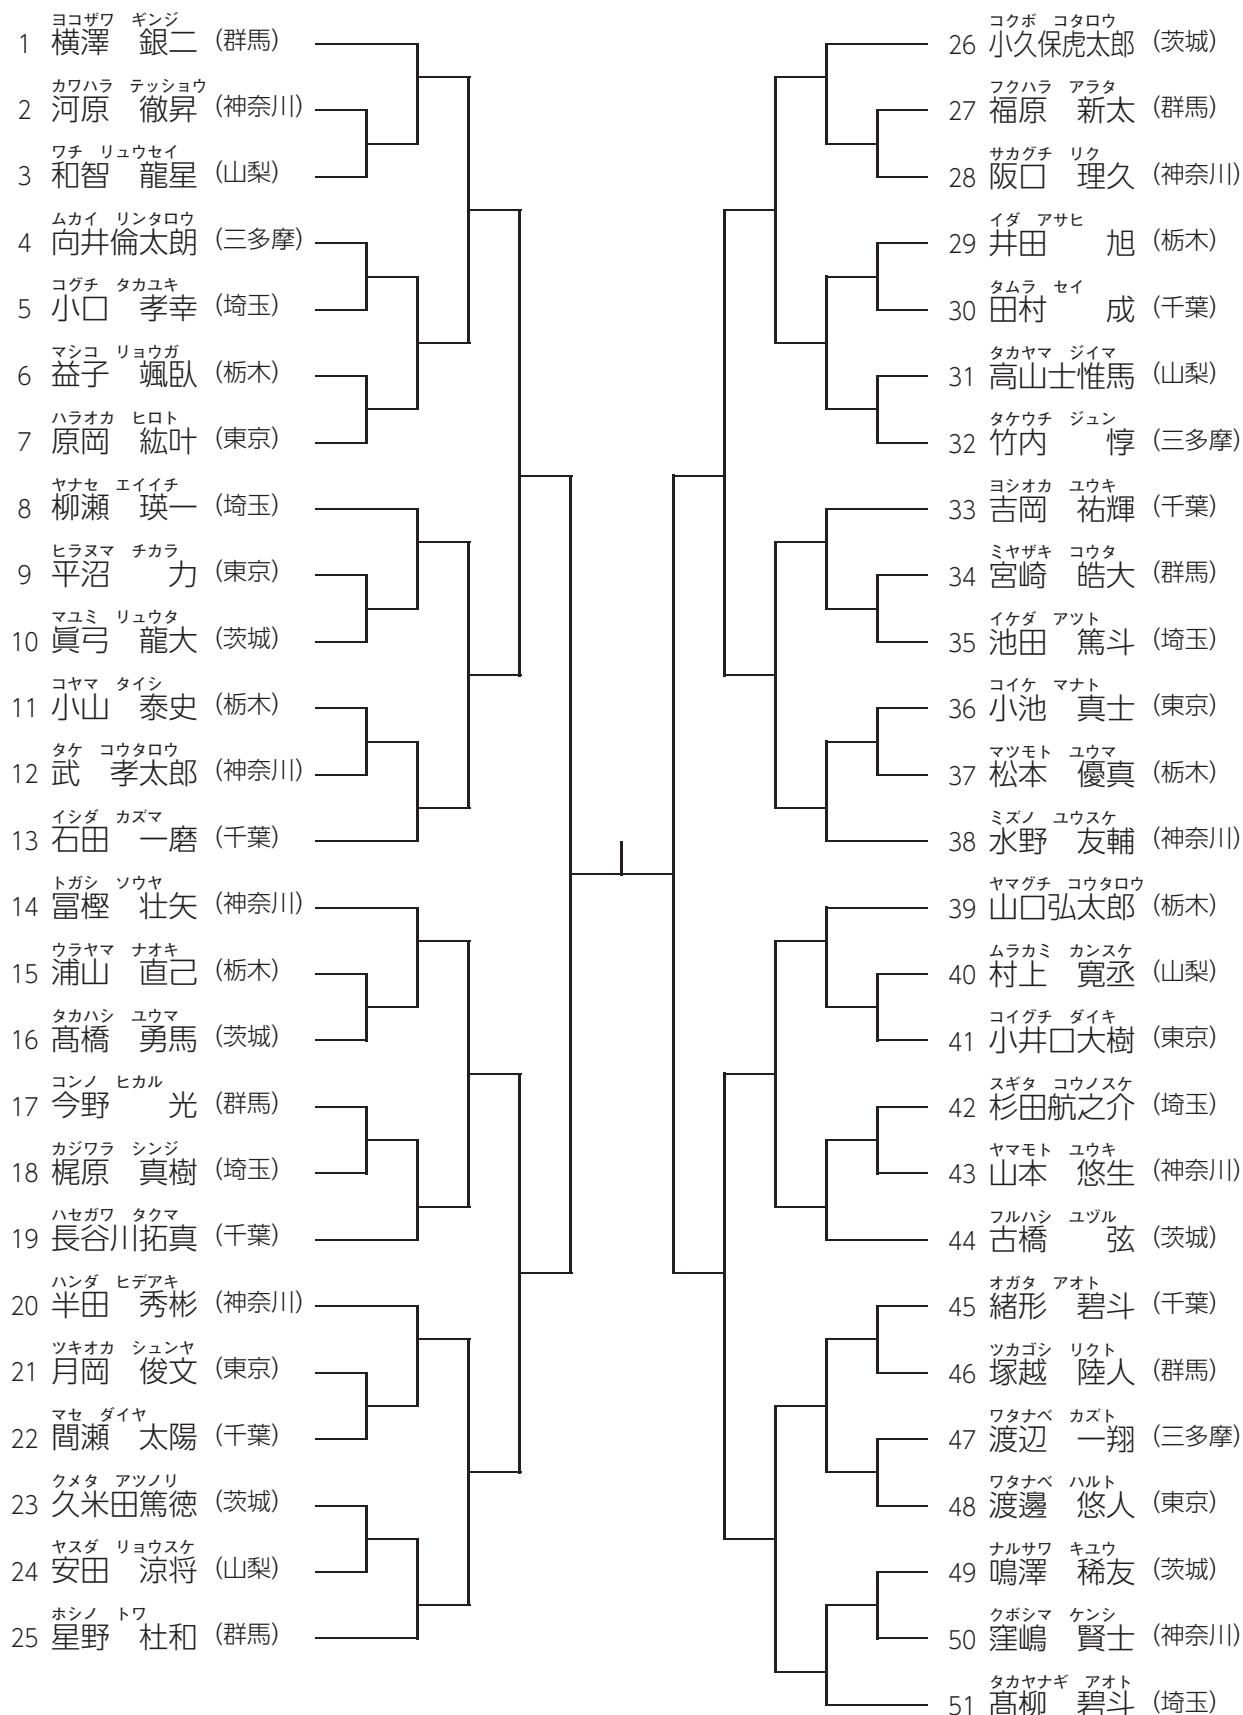 ヨコザワ ギンジ
1 横澤 銀二 (群馬)
カワハラ テッショウ
2 河原 徹昇 (神奈川)
ワチ リュウセイ
3 和智 龍星 (山梨)
ムカイ リンタロウ
4 向井倫太朗 (三多摩)
コグチ タカユキ
5 小口 孝幸 (埼玉)
マシコ リョウガ
6 益子 颯臥 (栃木)
ハラオカ ヒロト
7 原岡 紘叶 (東京)
ヤナセ エイイチ
8 柳瀬 瑛一 (埼玉)
ヒラヌマ チカラ
9 平沼 力 (東京)
マユミ リュウタ
10 眞弓 龍大 (茨城)
コヤマ タイシ
11 小山 泰史 (栃木)
タケ コウタロウ
12 武 孝太郎 (神奈川)
イシダ カズマ
13 石田 一磨 (千葉)
トガシ ソウヤ
14 冨樫 壮矢 (神奈川)
ウラヤマ ナオキ
15 浦山 直己 (栃木)
タカハシ ユウマ
16 髙橋 勇馬 (茨城)
コンノ ヒカル
17 今野 光 (群馬)
カジワラ シンジ
18 梶原 真樹 (埼玉)
ハセガワ タクマ
19 長谷川拓真 (千葉)
ハンダ ヒデアキ
20 半田 秀彬 (神奈川)
ツキオカ シュンヤ
21 月岡 俊文 (東京)
マセ ダイヤ
22 間瀬 太陽 (千葉)
クメタ アツノリ
23 久米田篤徳 (茨城)
ヤスダ リョウスケ
24 安田 涼将 (山梨)
ホシノ トワ
25 星野 杜和 (群馬)
コクボ コタロウ
26 小久保虎太郎 (茨城)
フクハラ アラタ
27 福原 新太 (群馬)
サカグチ リク
28 阪口 理久 (神奈川)
イダ アサヒ
29 井田 旭 (栃木)
タムラ セイ
30 田村 成 (千葉)
タカヤマ ジイマ
31 高山士惟馬 (山梨)
タケウチ ジュン
32 竹内 惇 (三多摩)
ヨシオカ ユウキ
33 吉岡 祐輝 (千葉)
ミヤザキ コウタ
34 宮崎 皓大 (群馬)
イケダ アツト
35 池田 篤斗 (埼玉)
コイケ マナト
36 小池 真士 (東京)
マツモト ユウマ
37 松本 優真 (栃木)
ミズノ ユウスケ
38 水野 友輔 (神奈川)
ヤマグチ コウタロウ
39 山口弘太郎 (栃木)
ムラカミ カンスケ
40 村上 寛丞 (山梨)
コイグチ ダイキ
41 小井口大樹 (東京)
スギタ コウノスケ
42 杉田航之介 (埼玉)
ヤマモト ユウキ
43 山本 悠生 (神奈川)
フルハシ ユヅル
44 古橋 弦 (茨城)
オガタ アオト
45 緒形 碧斗 (千葉)
ツカゴシ リクト
46 塚越 陸人 (群馬)
ワタナベ カズト
47 渡辺 一翔 (三多摩)
ワタナベ ハルト
48 渡邊 悠人 (東京)
ナルサワ キユウ
49 鳴澤 稀友 (茨城)
クボシマ ケンシ
50 窪嶋 賢士 (神奈川)
タカヤナギ アオト
51 髙柳 碧斗 (埼玉)